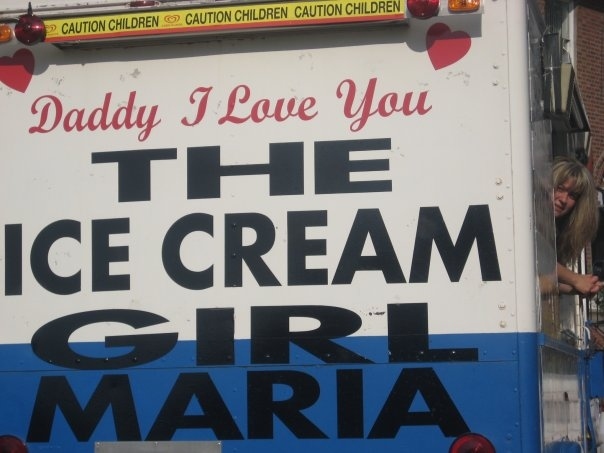 CAUTION CHILDREN CAUTION CHILDREN CAUTION CHILDREN
Daddy I Love You
THE
ICE CREAM
GIRL
MARIA